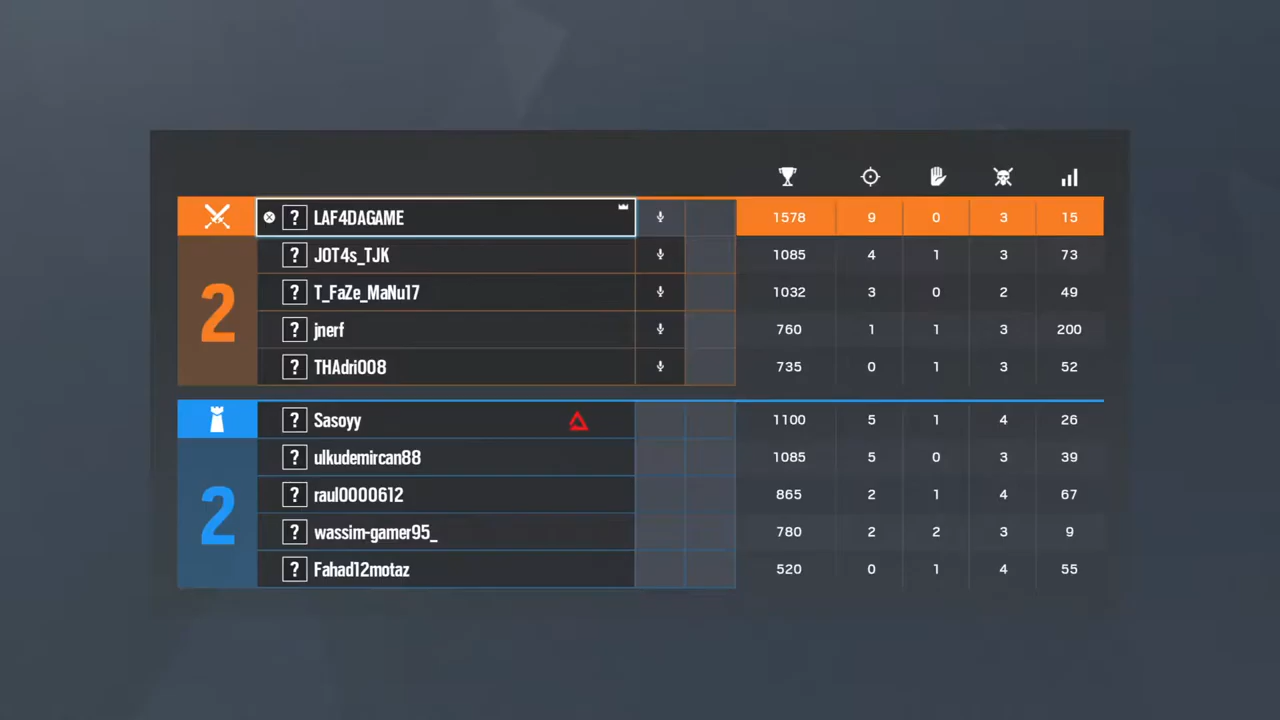 ? LAF4DAGAME 1578 9 0 3 15
? JOT4s_TJK 1085 4 1 3 73
2
? T_FaZe_MaNu17 1032 3 0 2 49
? jnerf 760 1 1 3 200
? THAdri008 735 0 1 3 52
? Sasoyy 1100 5 1 4 26
? ulkudemircan88 1085 5 0 3 39
2
? raul0000612 865 2 1 4 67
? wassim-gamer95_ 780 2 2 3 9
? Fahad12motaz 520 0 1 4 55